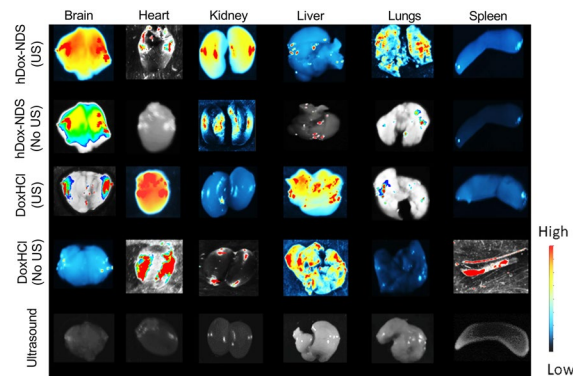 Brain Heart Kidney Liver Lungs Spleen
hDox-NDS
(US)
hDox-NDS
(No US)
DoxHCl
(US)
DoxHCl
(No US)
Ultrasound
High
Low